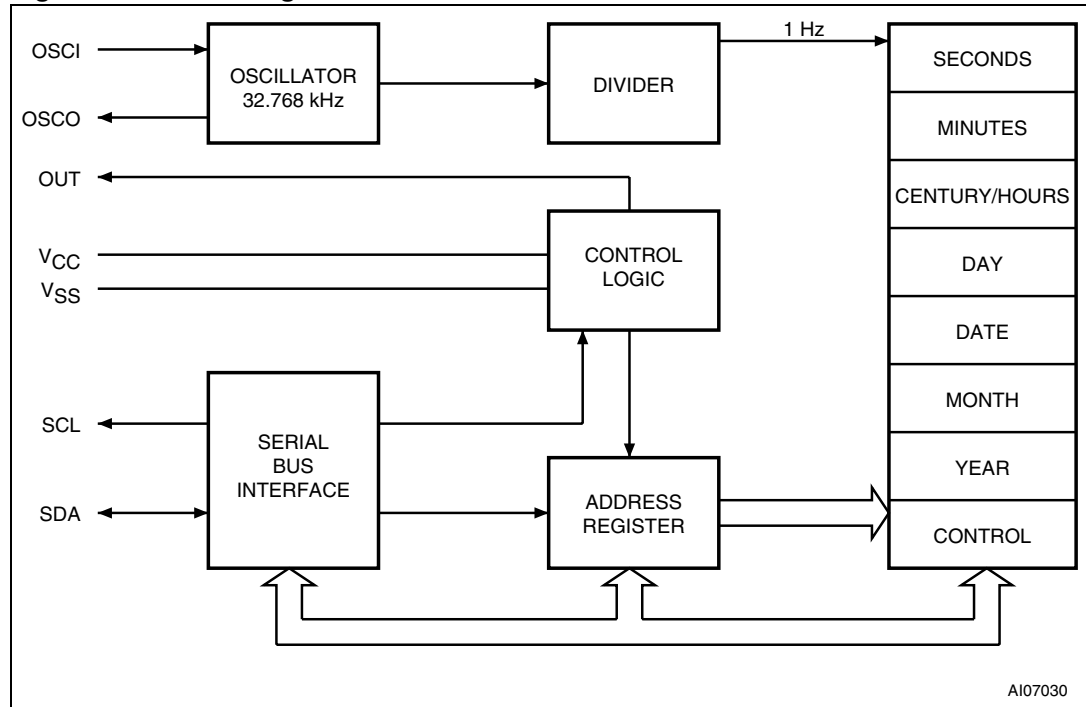 OSCI
OSCO
OSCILLATOR
32.768 kHz
DIVIDER
1 Hz
SECONDS
MINUTES
CENTURY/HOURS
DAY
DATE
MONTH
YEAR
CONTROL
OUT
VCC
VSS
CONTROL
LOGIC
SCL
SDA
SERIAL
BUS
INTERFACE
ADDRESS
REGISTER
AI07030